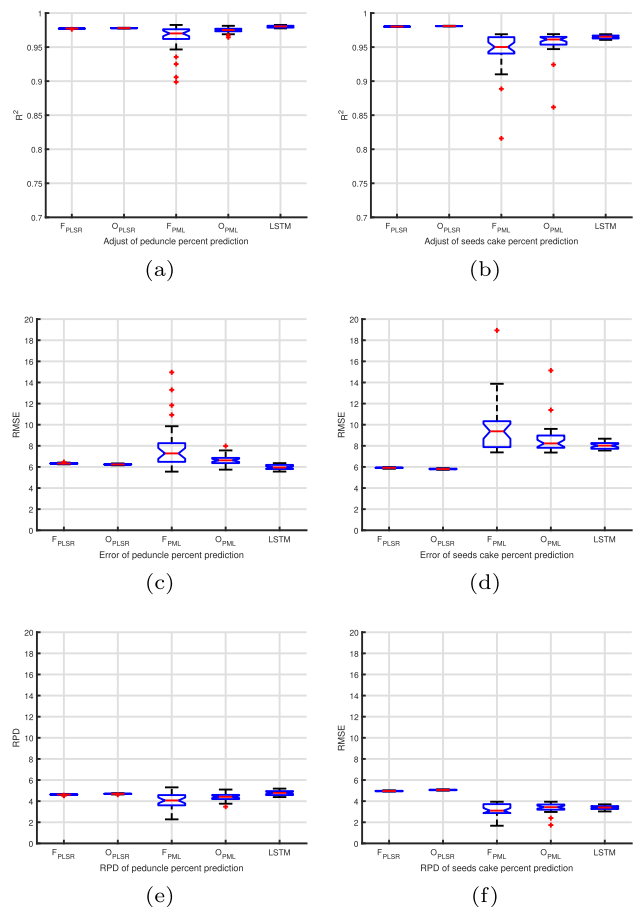 1
0.95
0.9
0.85
0.8
0.75
0.7
R²
F_PLSR O_PLSR F_PML O_PML LSTM
Adjust of peduncle percent prediction
(a)
1
0.95
0.9
0.85
0.8
0.75
0.7
R²
F_PLSR O_PLSR F_PML O_PML LSTM
Adjust of seeds cake percent prediction
(b)
20
18
16
14
12
10
8
6
4
2
0
RMSE
F_PLSR O_PLSR F_PML O_PML LSTM
Error of peduncle percent prediction
(c)
20
18
16
14
12
10
8
6
4
2
0
RMSE
F_PLSR O_PLSR F_PML O_PML LSTM
Error of seeds cake percent prediction
(d)
20
18
16
14
12
10
8
6
4
2
0
RPD
F_PLSR O_PLSR F_PML O_PML LSTM
RPD of peduncle percent prediction
(e)
20
18
16
14
12
10
8
6
4
2
0
RMSE
F_PLSR O_PLSR F_PML O_PML LSTM
RPD of seeds cake percent prediction
(f)